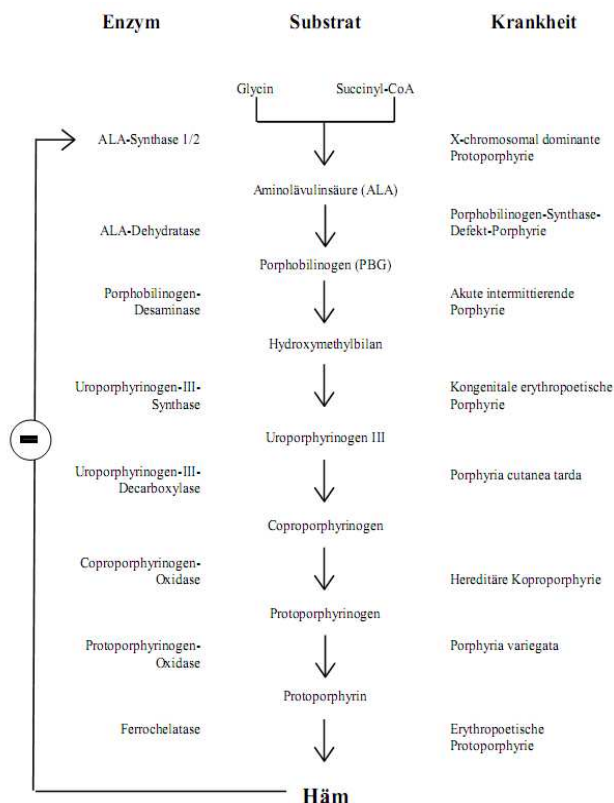 Enzym Substrat Krankheit
Glycin Succinyl-CoA
ALA-Synthase 1/2 X-chromosomal dominante
Protoporphyrie
Aminolävulinsäure (ALA)
ALA-Dehydratase Porphobilinogen-Synthase-
Defekt-Porphyrie
Porphobilinogen (PBG)
Porphobilinogen- Akute intermittierende
Desaminase Porphyrie
Hydroxymethylbilan
Uroporphyrinogen-III- Kongenitale erythropoetische
Synthase Porphyrie
Uroporphyrinogen III
Uroporphyrinogen-III-
Decarboxylase Porphyria cutanea tarda
Coproporphyrinogen
Coproporphyrinogen-
Oxidase Hereditäre Koproporphyrie
Protoporphyrinogen
Protoporphyrinogen- Porphyria variegata
Oxidase
Protoporphyrin
Ferrochelatase Erythropoetische
Protoporphyrie
Häm